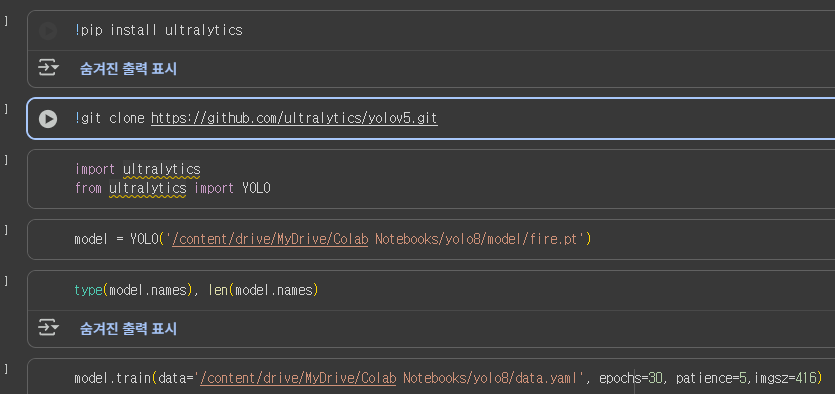 ]
!pip install ultralytics
숨겨진 출력 표시
]
!git clone https://github.com/ultralytics/yolov5.git
]
import ultralytics
from ultralytics import YOLO
]
model = YOLO('/content/drive/MyDrive/Colab Notebooks/yolo8/model/fire.pt')
]
type(model.names), len(model.names)
숨겨진 출력 표시
]
model.train(data='/content/drive/MyDrive/Colab Notebooks/yolo8/data.yaml', epochs=30, patience=5,imgsz=416)